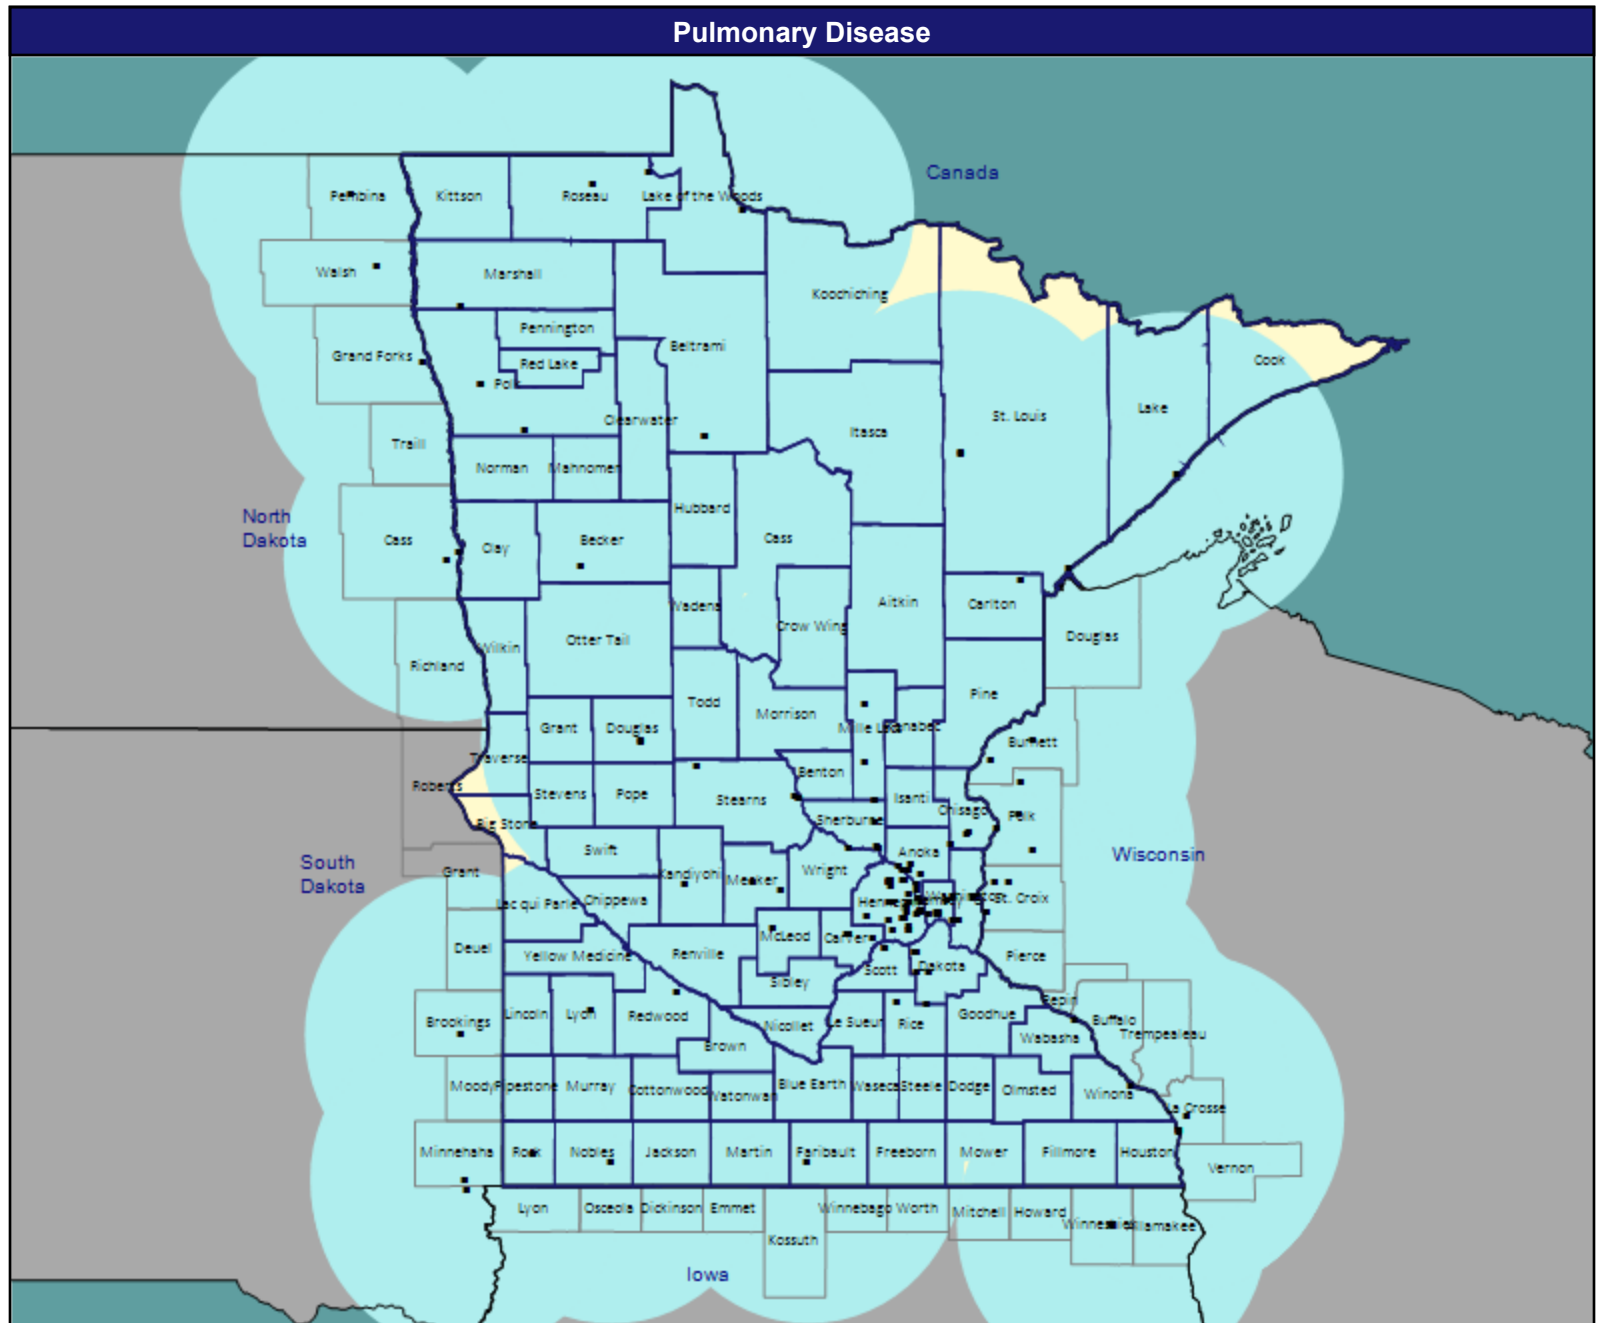 Pulmonary Disease
Canada
Pembina
Kittson
Roseau
Lake of the Woods
Walsh
Marshall
Koochiching
Pennington
Beltrami
Grand Forks
Red Lake
Cook
Polk
Clearwater
St. Louis
Lake
Itasca
Traill
Norman
Mahnomen
Hubbard
North
Dakota
Cass
Clay
Becker
Cass
Wadena
Aitkin
Carlton
Crow Wing
Douglas
Wilkin
Otter Tail
Richland
Pine
Todd
Morrison
Grant
Douglas
Mille Lacs
Kanabec
Burnett
Traverse
Benton
Roberts
Stevens
Pope
Stearns
Isanti
Chisago
Big Stone
Sherburne
Polk
Swift
Anoka
Wisconsin
South
Dakota
Grant
Kandiyohi
Meeker
Wright
Lac qui Parle
Chippewa
Hennepin
Washington
St. Croix
Deuel
McLeod
Carver
Yellow Medicine
Renville
Scott
Dakota
Pierce
Sibley
Brookings
Lincoln
Lyon
Redwood
Nicollet
Le Sueur
Rice
Goodhue
Pepin
Buffalo
Trempealeau
Brown
Wabasha
Moody
Pipestone
Murray
Cottonwood
Watonwan
Blue Earth
Waseca
Steele
Dodge
Olmsted
Winona
La Crosse
Minnehaha
Rock
Nobles
Jackson
Martin
Faribault
Freeborn
Mower
Fillmore
Houston
Vernon
Lyon
Osceola
Dickinson
Emmet
Winnebago
Worth
Mitchell
Howard
Winneshiek
Allamakee
Kossuth
Iowa